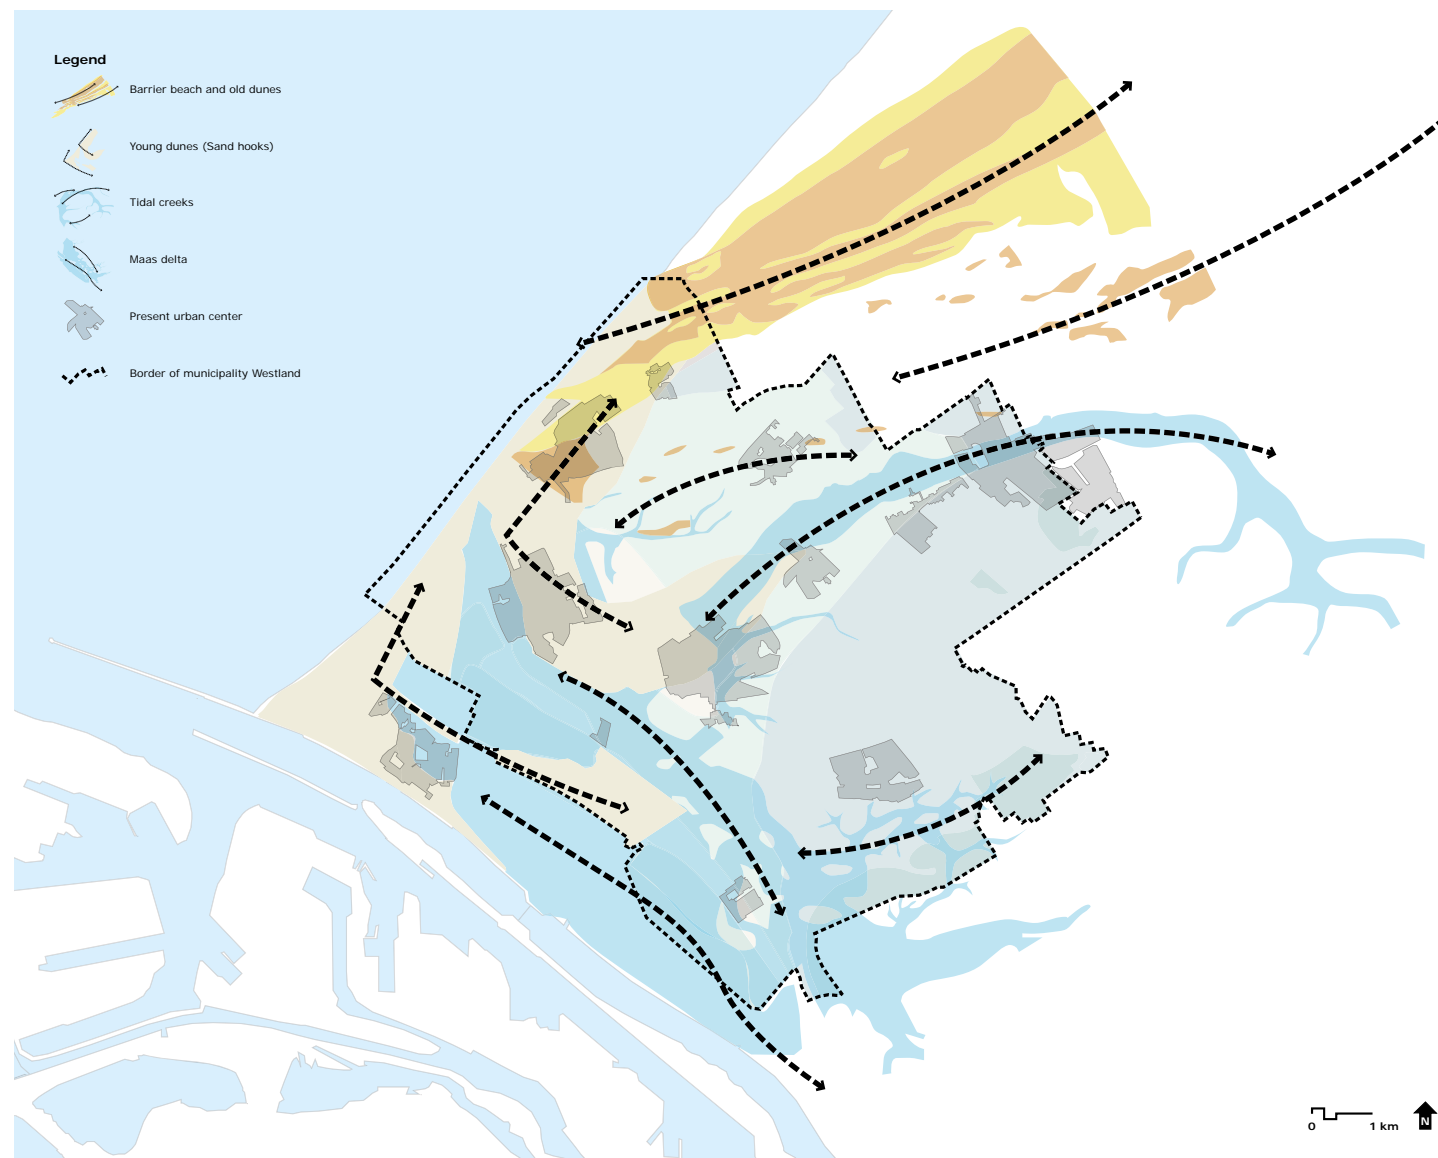 Legend
Barrier beach and old dunes
Young dunes (Sand hooks)
Tidal creeks
Maas delta
Present urban center
Border of municipality Westland
0 1 km
N